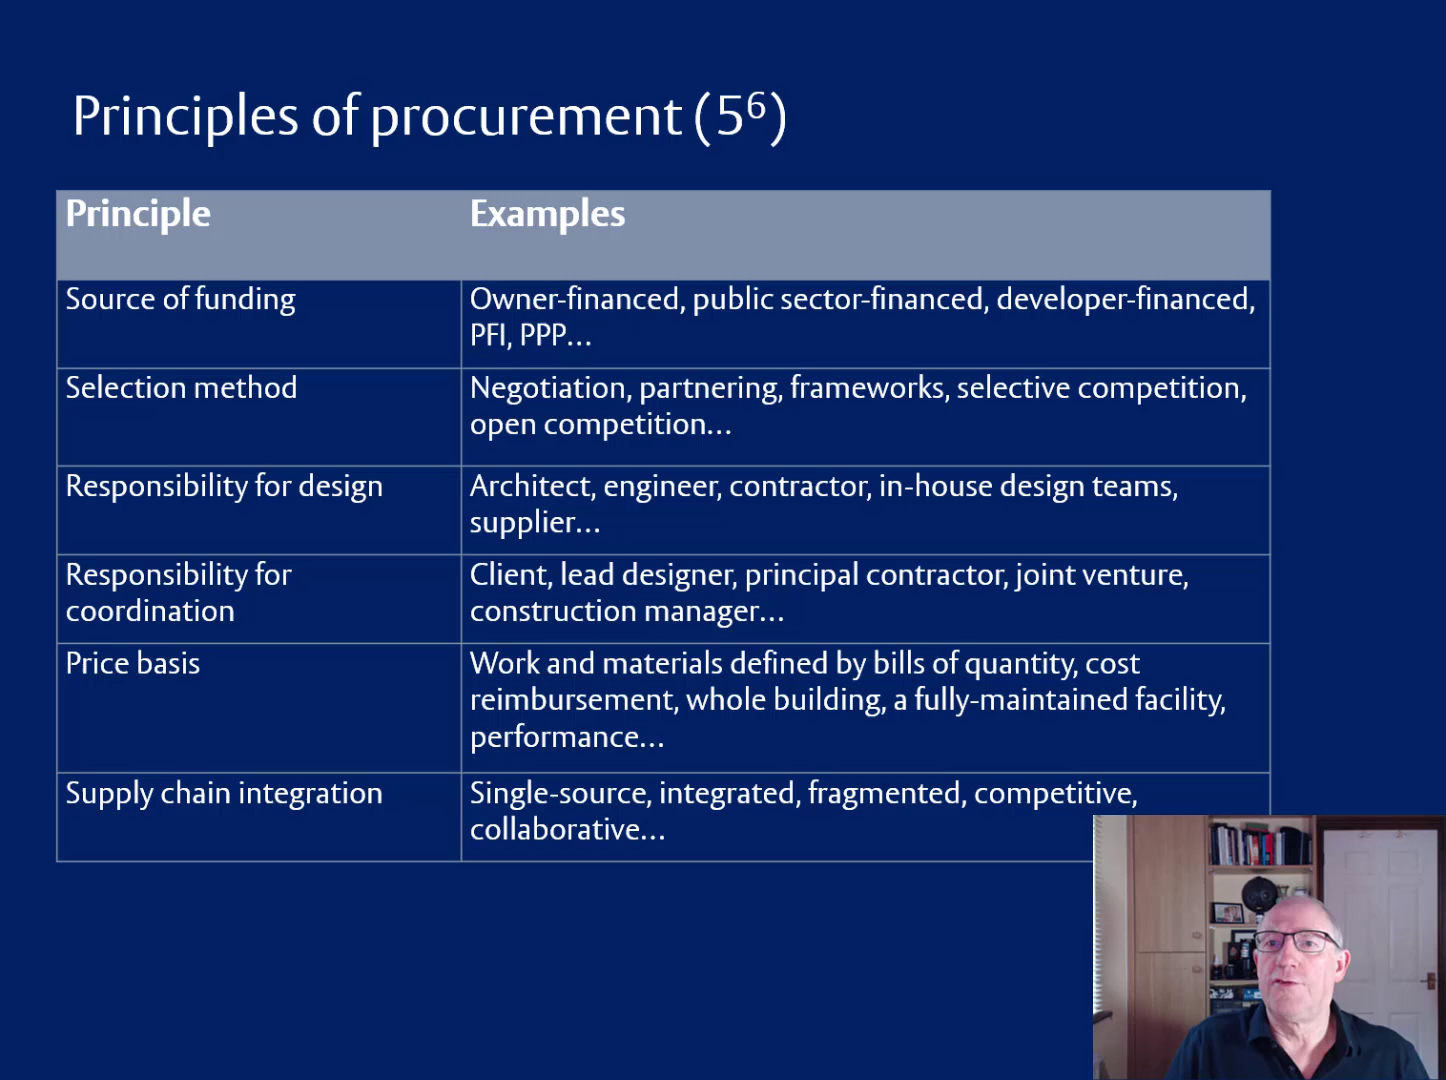 Principles of procurement (5⁶)
Principle
Examples
Source of funding
Owner-financed, public sector-financed, developer-financed,
PFI, PPP...
Selection method
Negotiation, partnering, frameworks, selective competition,
open competition...
Responsibility for design
Architect, engineer, contractor, in-house design teams,
supplier...
Responsibility for
coordination
Client, lead designer, principal contractor, joint venture,
construction manager...
Price basis
Work and materials defined by bills of quantity, cost
reimbursement, whole building, a fully-maintained facility,
performance...
Supply chain integration
Single-source, integrated, fragmented, competitive,
collaborative...